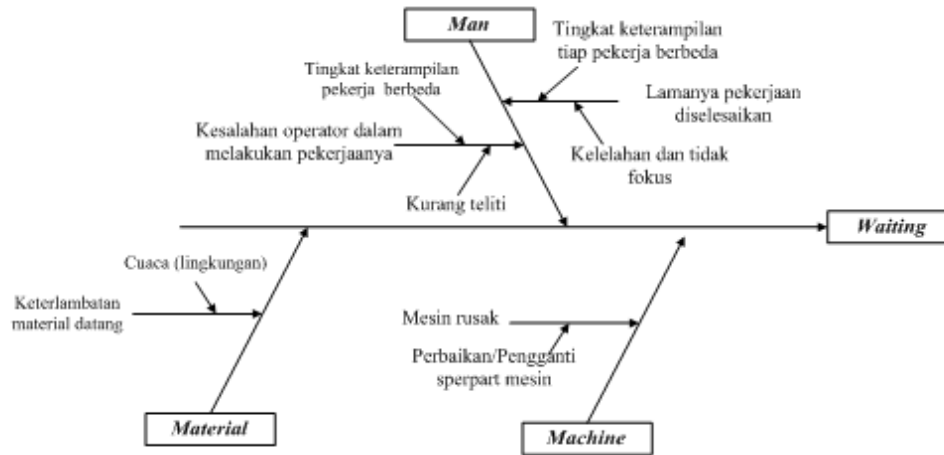 Man
Tingkat keterampilan
tiap pekerja berbeda
Tingkat keterampilan
pekerja berbeda
Lamanya pekerjaan
diselesaikan
Kesalahan operator dalam
melakukan pekerjaanya
Kelelahan dan tidak
fokus
Kurang teliti
Waiting
Cuaca (lingkungan)
Keterlambatan
material datang
Mesin rusak
Perbaikan/Pengganti
sperpart mesin
Material
Machine